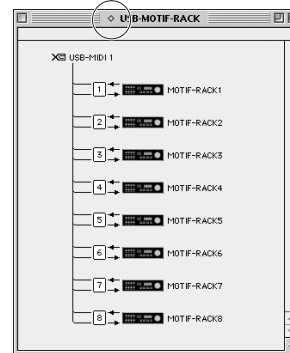 ◇ USB-MOTIF-RACK
USB-MIDI 1
1 MOTIF-RACK1
2 MOTIF-RACK2
3 MOTIF-RACK3
4 MOTIF-RACK4
5 MOTIF-RACK5
6 MOTIF-RACK6
7 MOTIF-RACK7
8 MOTIF-RACK8